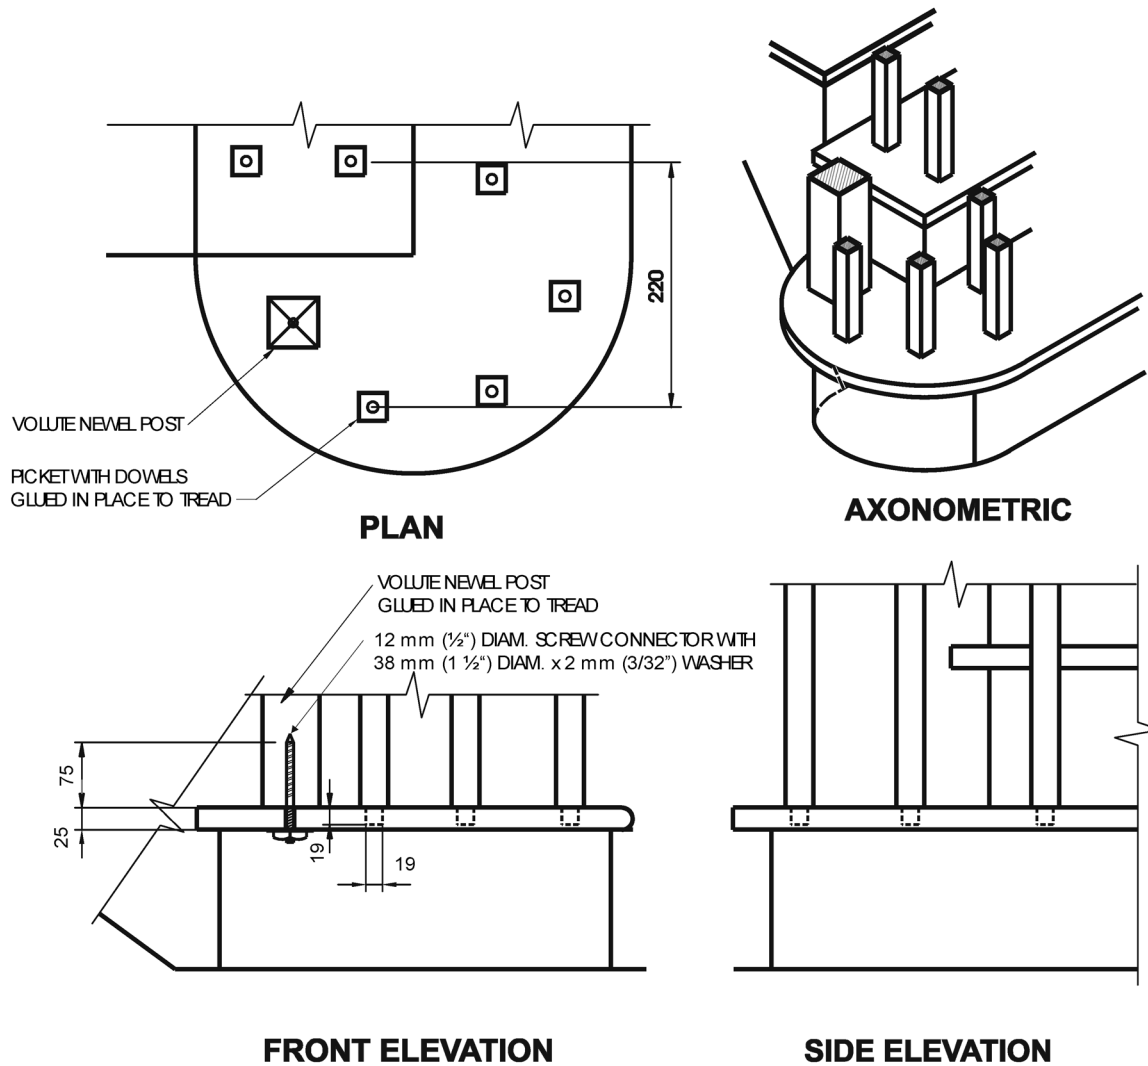 220
VOLUTE NEWEL POST
PICKET WITH DOWELS
GLUED IN PLACE TO TREAD
PLAN
AXONOMETRIC
VOLUTE NEWEL POST
GLUED IN PLACE TO TREAD
12 mm (½“) DIAM. SCREW CONNECTOR WITH
38 mm (1 ½“) DIAM. x 2 mm (3/32”) WASHER
75
25
19
19
FRONT ELEVATION
SIDE ELEVATION